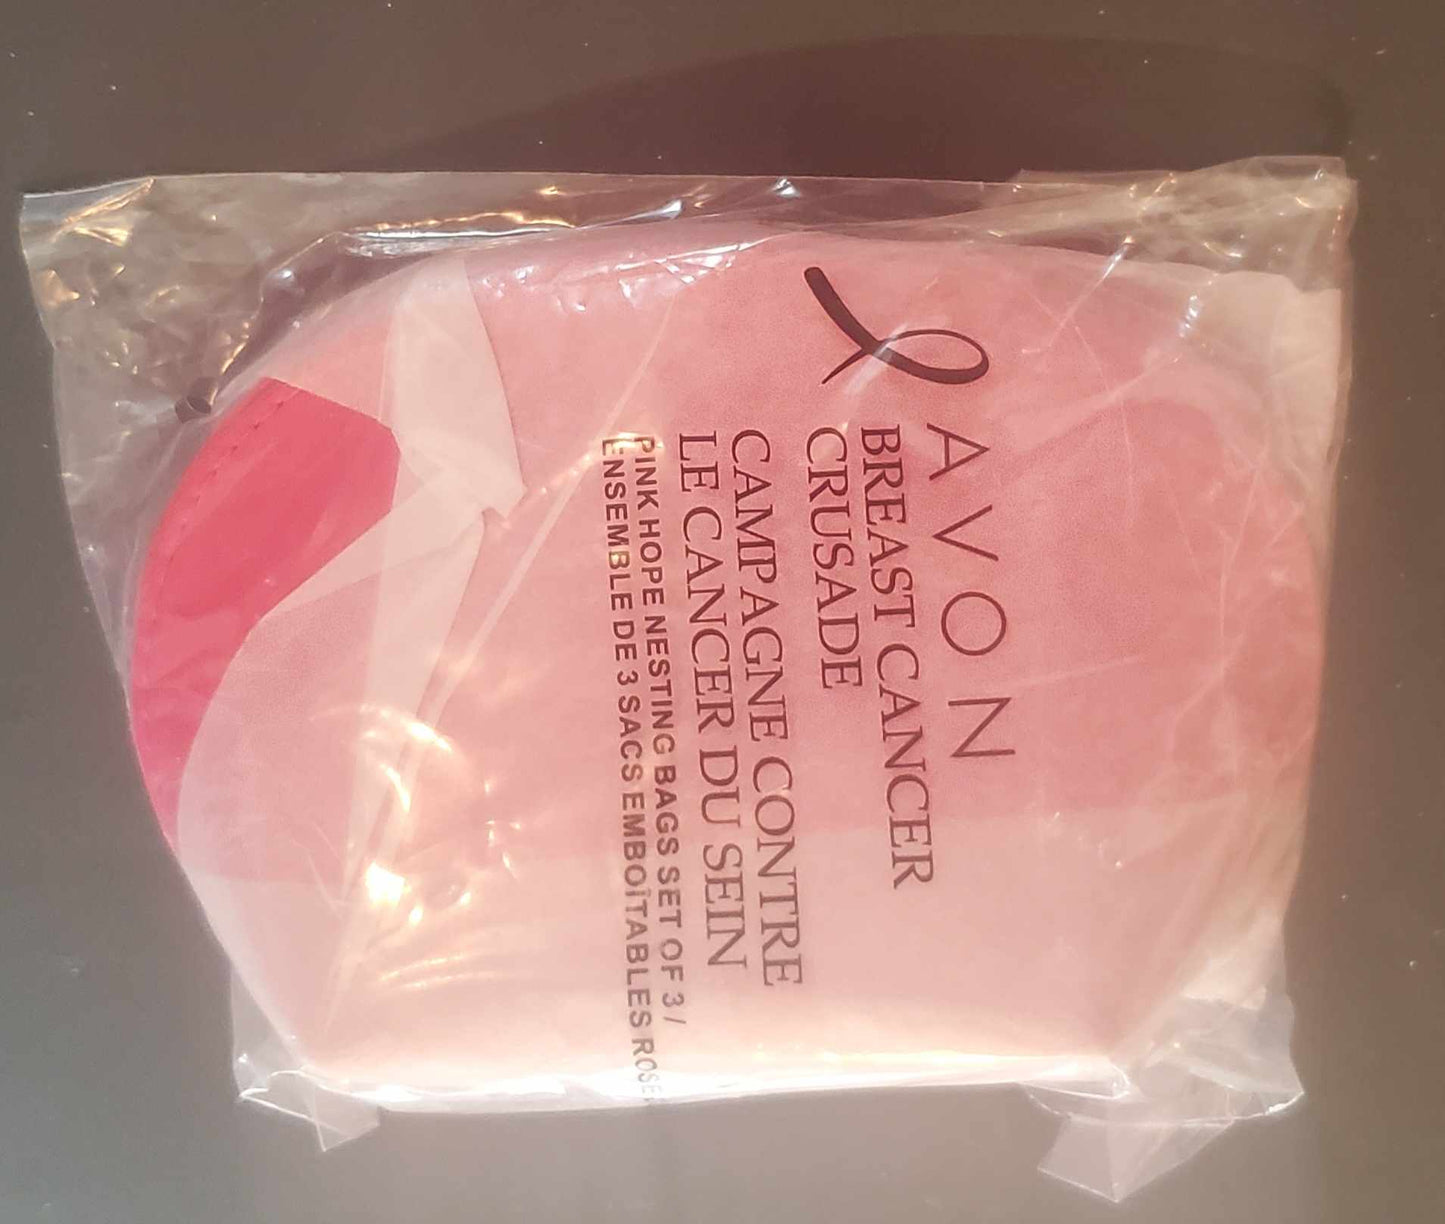 AVON
BREAST CANCER
CRUSADE
CAMPAGNE CONTRE
LE CANCER DU SEIN
PINK HOPE NESTING BAGS SET OF 3 /
ENSEMBLE DE 3 SACS EMBOÎTABLES ROSE